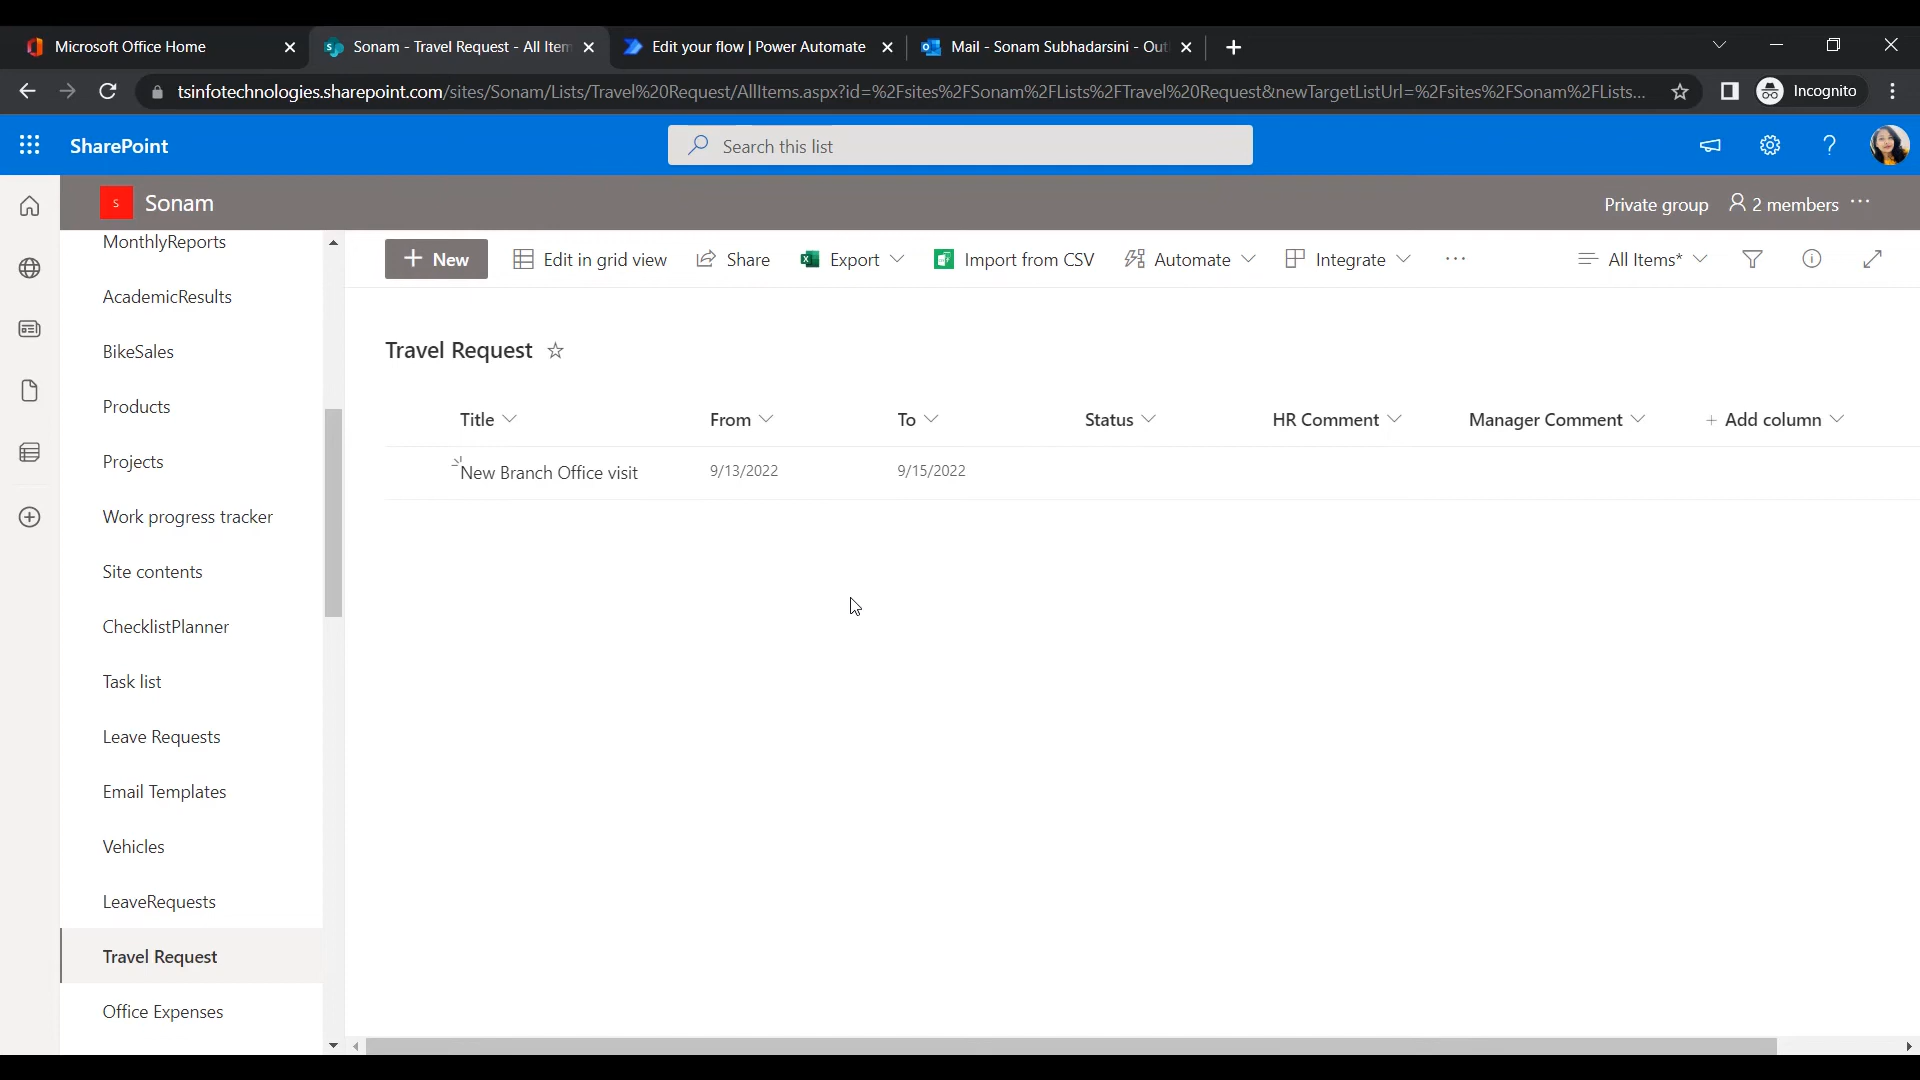 Microsoft Office Home
Sonam - Travel Request - All Item
Edit your flow | Power Automate
Mail - Sonam Subhadarsini - Out
tsinfotechnologies.sharepoint.com/sites/Sonam/Lists/Travel%20Request/AllItems.aspx?id=%2Fsites%2FSonam%2FLists%2FTravel%20Request&newTargetListUrl=%2Fsites%2FSonam%2FLists...
Incognito
SharePoint
Search this list
S
Sonam
Private group
2 members
MonthlyReports
AcademicResults
BikeSales
Products
Projects
Work progress tracker
Site contents
ChecklistPlanner
Task list
Leave Requests
Email Templates
Vehicles
LeaveRequests
Travel Request
Office Expenses
+ New
Edit in grid view
Share
Export
Import from CSV
Automate
Integrate
...
All Items*
Travel Request
Title From To Status HR Comment Manager Comment + Add column
New Branch Office visit 9/13/2022 9/15/2022